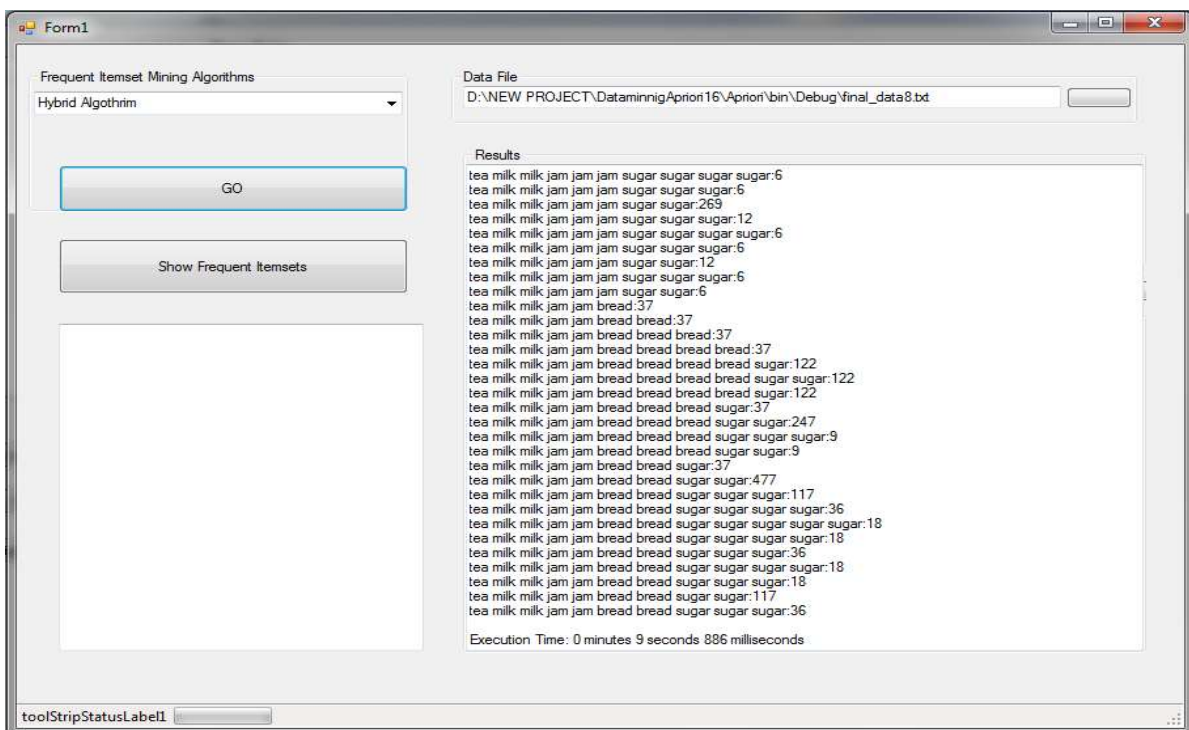 Form1
Frequent Itemset Mining Algorithms
Hybrid Algothrim
GO
Show Frequent Itemsets
Data File
D:\NEW PROJECT\DataminnigApriori16\Apriori\bin\Debug\final_data8.txt
Results
tea milk milk jam jam jam sugar sugar sugar sugar:6
tea milk milk jam jam jam sugar sugar sugar:6
tea milk milk jam jam jam sugar sugar:269
tea milk milk jam jam jam sugar sugar sugar:12
tea milk milk jam jam jam sugar sugar sugar sugar:6
tea milk milk jam jam jam sugar sugar sugar:6
tea milk milk jam jam jam sugar sugar:12
tea milk milk jam jam jam sugar sugar sugar:6
tea milk milk jam jam jam sugar sugar:6
tea milk milk jam jam bread:37
tea milk milk jam jam bread bread:37
tea milk milk jam jam bread bread bread:37
tea milk milk jam jam bread bread bread bread:37
tea milk milk jam jam bread bread bread bread sugar:122
tea milk milk jam jam bread bread bread bread sugar sugar:122
tea milk milk jam jam bread bread bread bread sugar:122
tea milk milk jam jam bread bread bread sugar:37
tea milk milk jam jam bread bread bread sugar sugar:247
tea milk milk jam jam bread bread bread sugar sugar sugar:9
tea milk milk jam jam bread bread bread sugar sugar:9
tea milk milk jam jam bread bread sugar:37
tea milk milk jam jam bread bread sugar sugar:477
tea milk milk jam jam bread bread sugar sugar sugar:117
tea milk milk jam jam bread bread sugar sugar sugar sugar:36
tea milk milk jam jam bread bread sugar sugar sugar sugar sugar:18
tea milk milk jam jam bread bread sugar sugar sugar sugar:18
tea milk milk jam jam bread bread sugar sugar sugar:36
tea milk milk jam jam bread bread sugar sugar sugar sugar:18
tea milk milk jam jam bread bread sugar sugar sugar:18
tea milk milk jam jam bread bread sugar sugar:117
tea milk milk jam jam bread bread sugar sugar sugar:36
Execution Time: 0 minutes 9 seconds 886 milliseconds
toolStripStatusLabel1